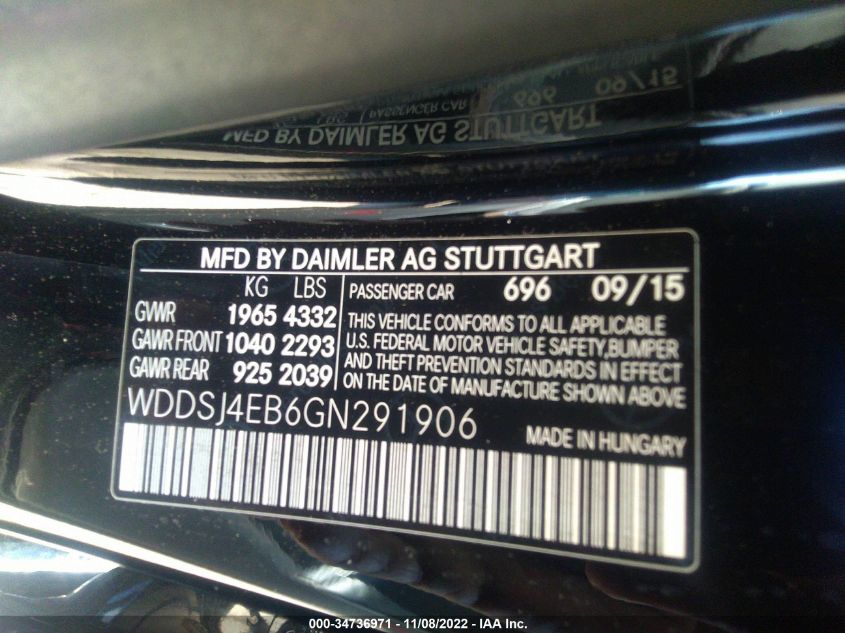 MFD BY DAIMLER AG STUTTGART
KG LBS
GVWR 1965 4332
GAWR FRONT 1040 2293
GAWR REAR 925 2039
PASSENGER CAR 696 09/15
THIS VEHICLE CONFORMS TO ALL APPLICABLE
U.S. FEDERAL MOTOR VEHICLE SAFETY,BUMPER
AND THEFT PREVENTION STANDARDS IN EFFECT
ON THE DATE OF MANUFACTURE SHOWN ABOVE
WDDSJ4EB6GN291906
MADE IN HUNGARY
000-34736971 - 11/08/2022 - IAA Inc.